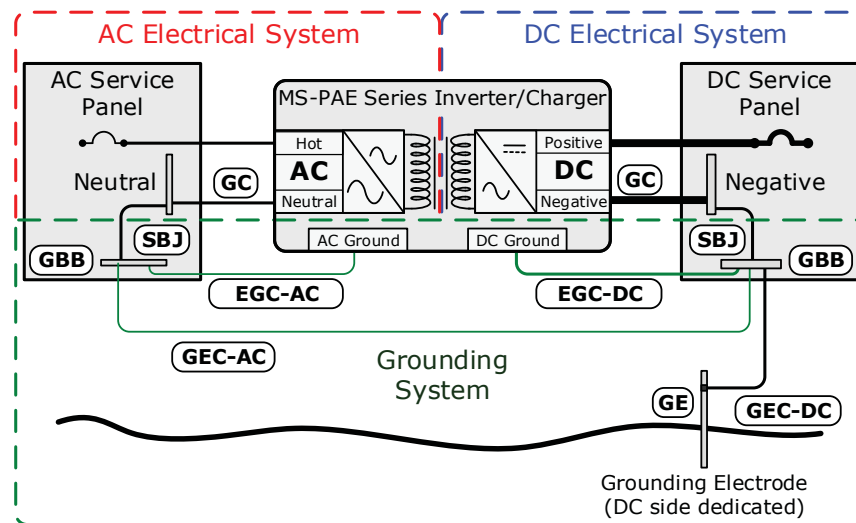 AC Electrical System
DC Electrical System
AC Service
Panel
MS-PAE Series Inverter/Charger
DC Service
Panel
Hot
AC
Neutral
Positive
DC
Negative
Neutral
GC
GC
Negative
SBJ
SBJ
AC Ground
DC Ground
GBB
GBB
EGC-AC
EGC-DC
GEC-AC
Grounding
System
GE
GEC-DC
Grounding Electrode
(DC side dedicated)